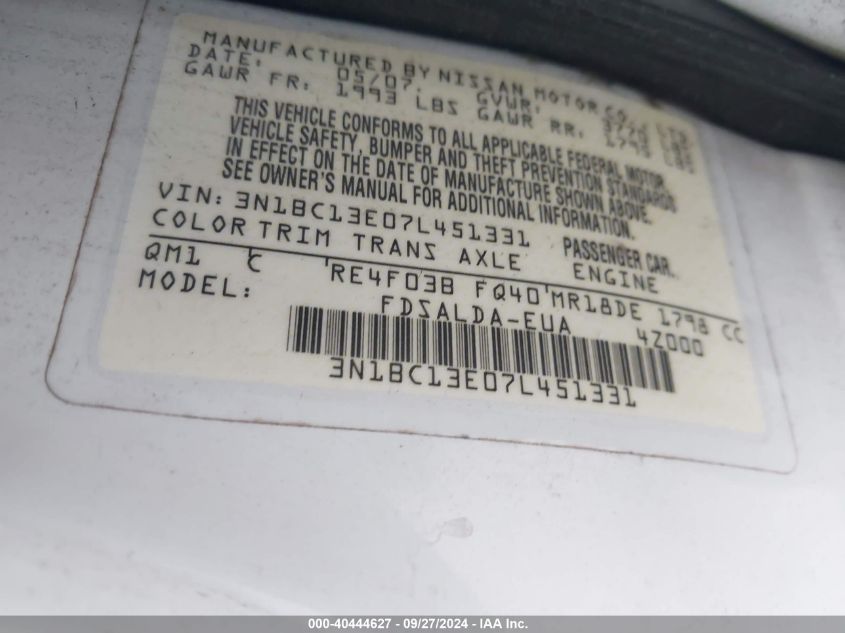 MANUFACTURED BY NISSAN MOTOR CO., LTD.
DATE: 05/07. GVWR: LBS
GAWR FR: 1993 LBS GAWR RR: 1793 LBS
THIS VEHICLE CONFORMS TO ALL APPLICABLE FEDERAL MOTOR
VEHICLE SAFETY, BUMPER AND THEFT PREVENTION STANDARDS
IN EFFECT ON THE DATE OF MANUFACTURE SHOWN ABOVE.
SEE OWNER'S MANUAL FOR ADDITIONAL INFORMATION.
VIN: 3N1BC13E07L451331 PASSENGER CAR.
COLOR TRIM TRANS AXLE ENGINE
QM1 C RE4F03B FQ40 MR18DE 1798 CC
MODEL: FDSALDA-EUA 4Z000
3N1BC13E07L451331
000-40444627 - 09/27/2024 - IAA Inc.